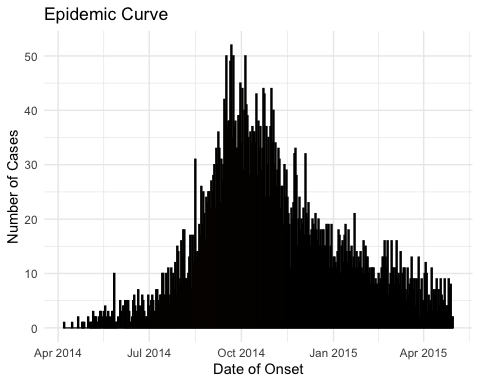 Epidemic Curve
Number of Cases
50
40
30
20
10
0
Apr 2014 Jul 2014 Oct 2014 Jan 2015 Apr 2015
Date of Onset